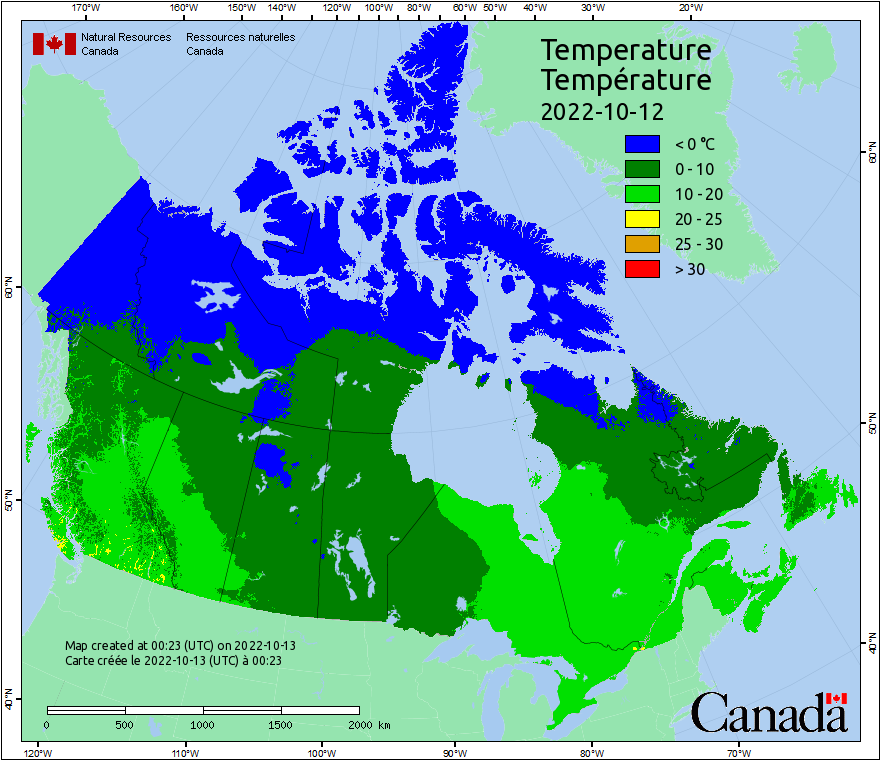 170°W 160°W 150°W 140°W 130°W 120°W 110°W 100°W 90°W 80°W 70°W 60°W 50°W 40°W 30°W 20°W
Natural Resources Ressources naturelles
Canada Canada
Temperature
Température
2022-10-12
< 0 °C
0 - 10
10 - 20
20 - 25
25 - 30
> 30
60°N
50°N
40°N
60°N
50°N
40°N
Map created at 00:23 (UTC) on 2022-10-13
Carte créée le 2022-10-13 (UTC) à 00:23
0 500 1000 1500 2000 km
Canada
120°W 110°W 100°W 90°W 80°W 70°W